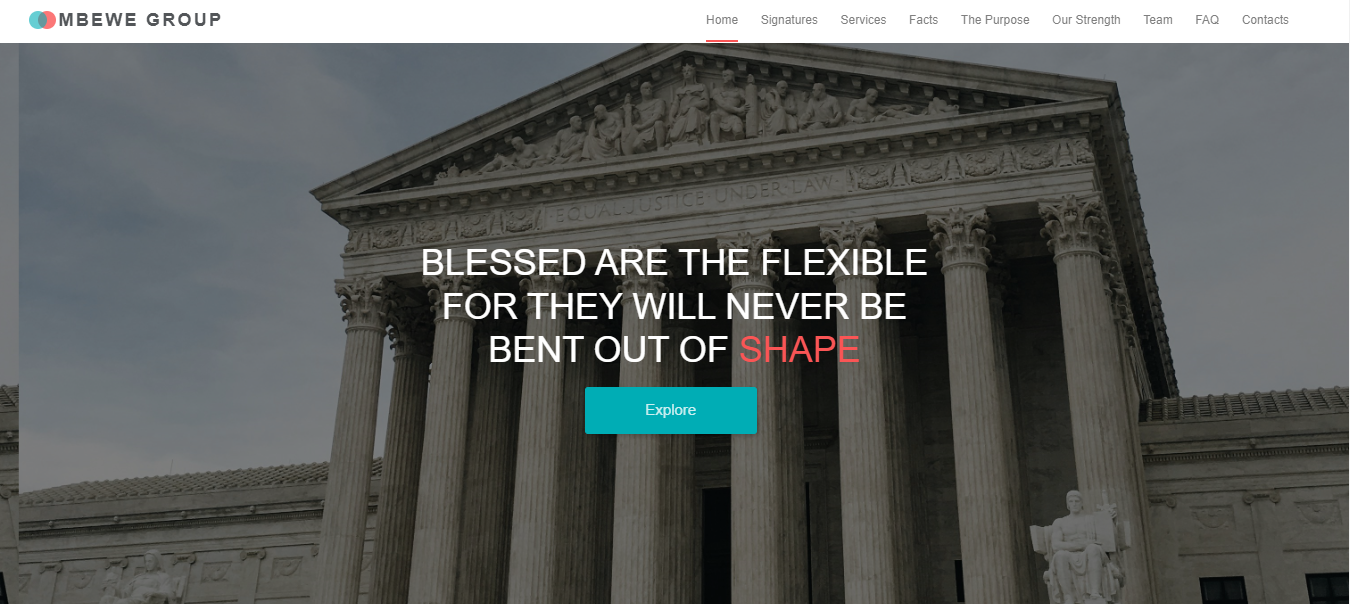 MBEWE GROUP
Home
Signatures
Services
Facts
The Purpose
Our Strength
Team
FAQ
Contacts
EQUAL·JUSTICE·UNDER·LAW·
BLESSED ARE THE FLEXIBLE
FOR THEY WILL NEVER BE
BENT OUT OF SHAPE
Explore